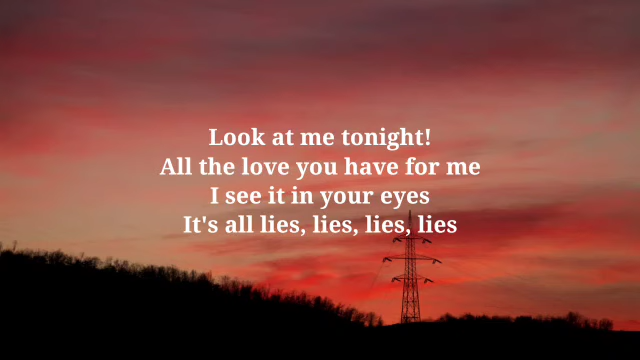 Look at me tonight!
All the love you have for me
I see it in your eyes
It's all lies, lies, lies, lies